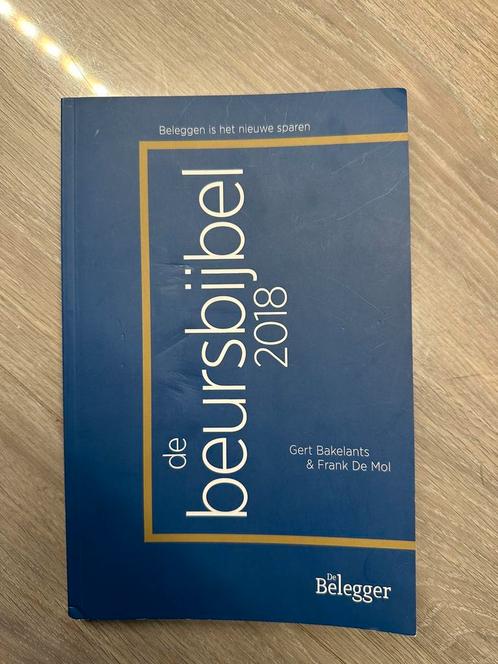 Beleggen is het nieuwe sparen
de
beursbijbel
2018
Gert Bakelants
& Frank De Mol
De
Belegger